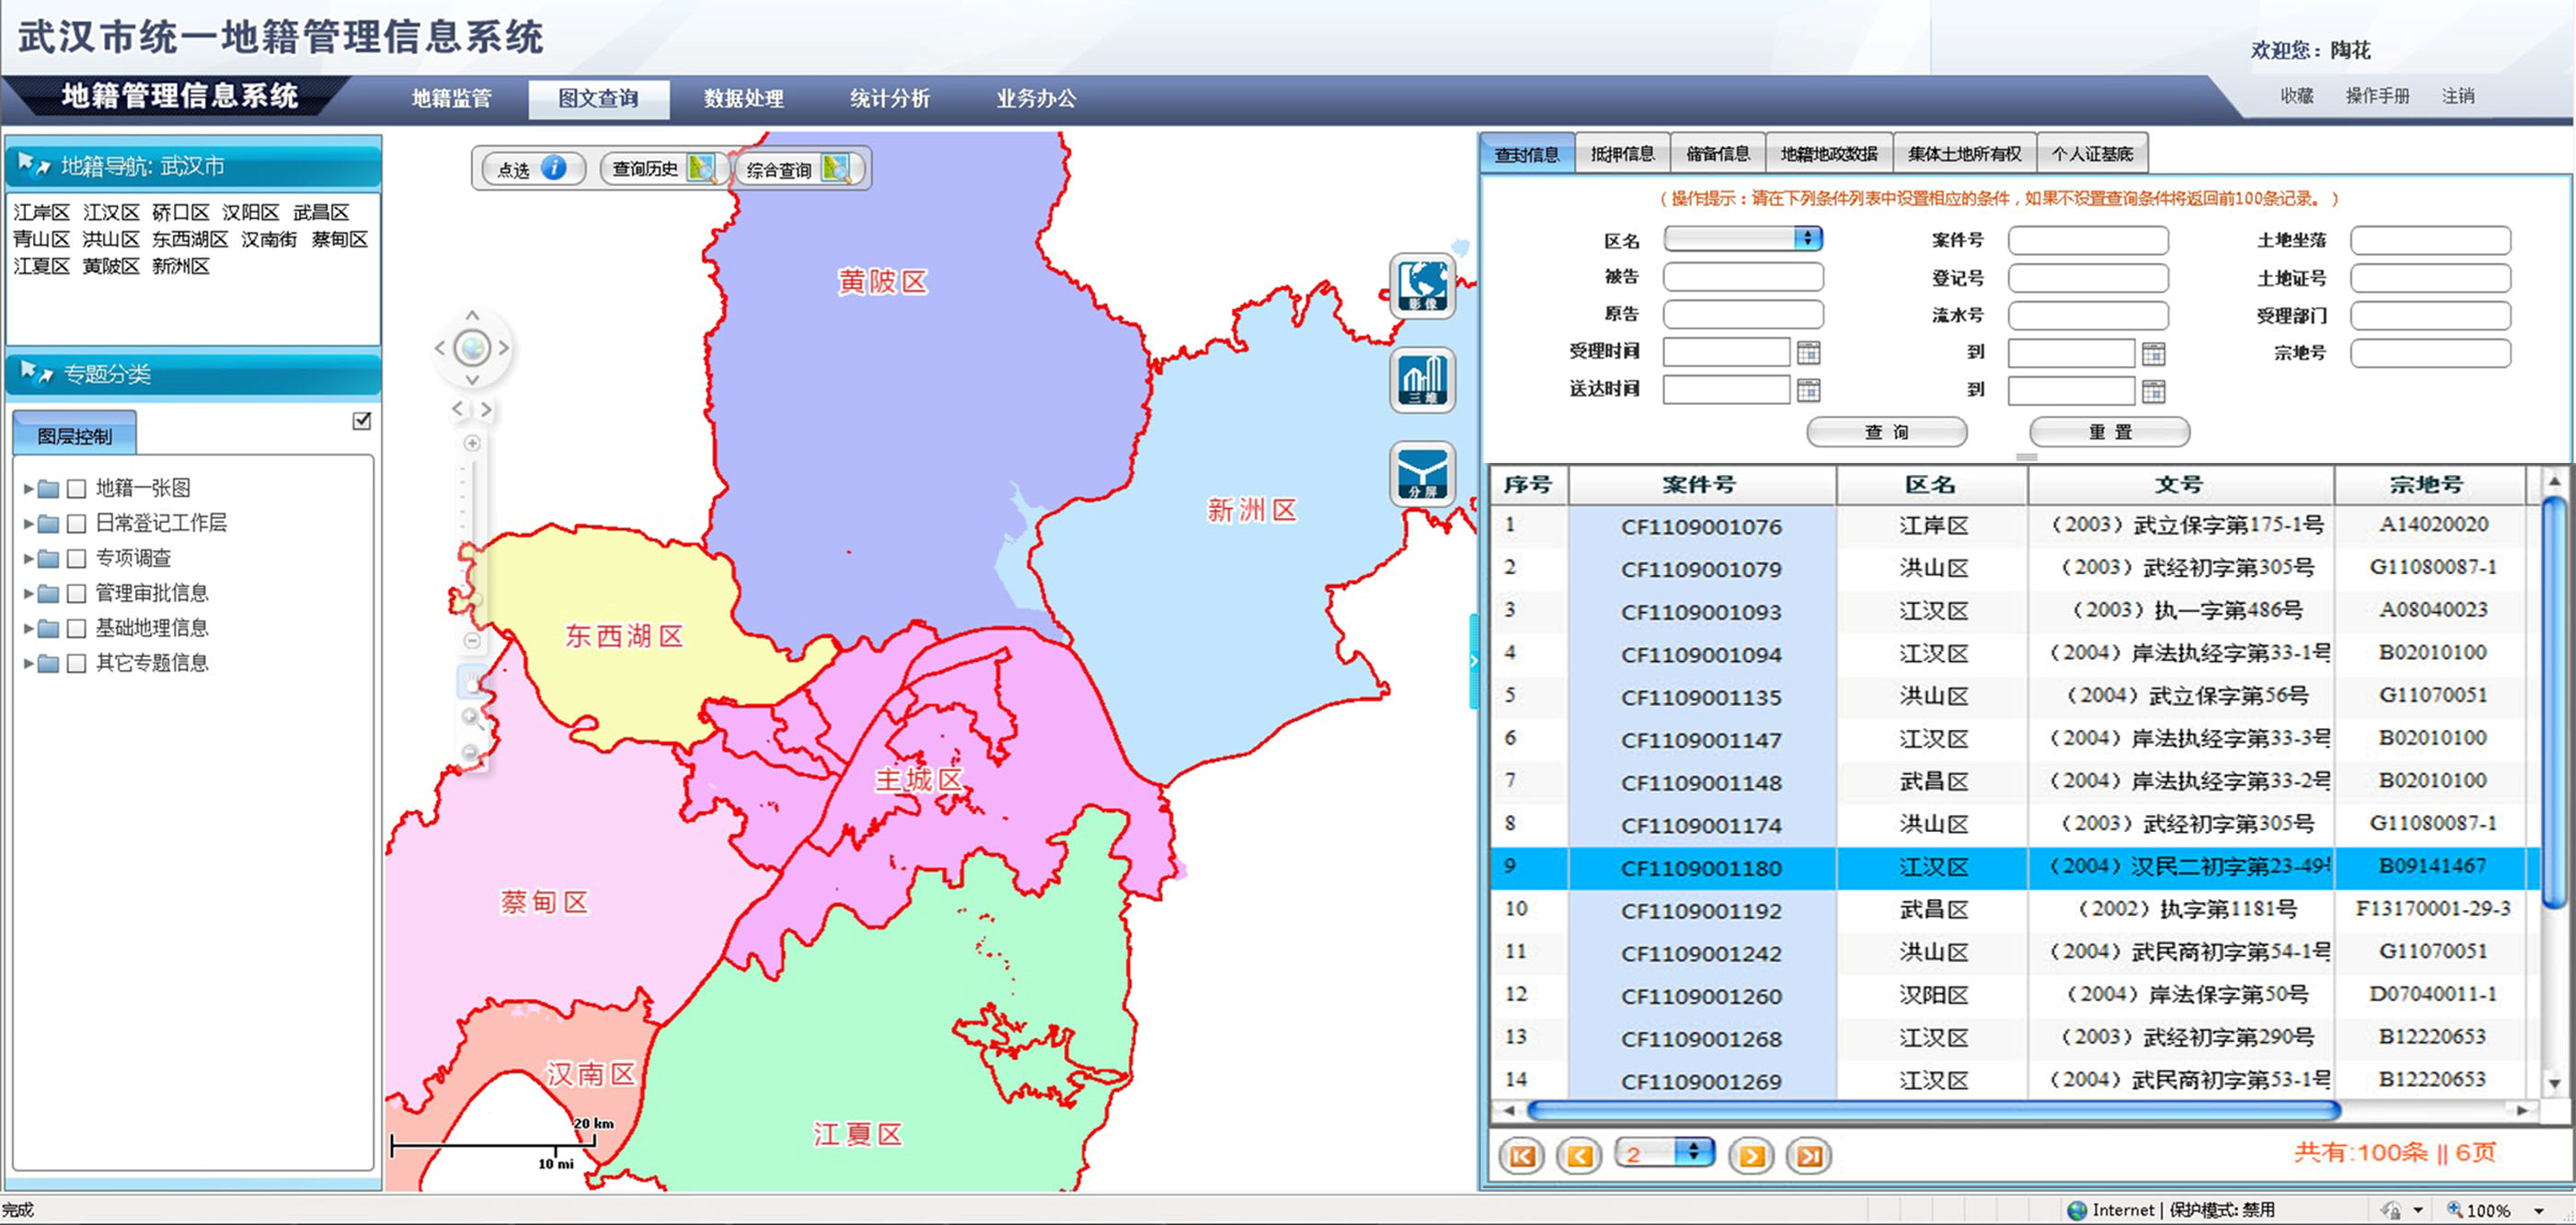 武汉市统一地籍管理信息系统
欢迎您：陶花
地籍管理信息系统 地籍监管 图文查询 数据处理 统计分析 业务办公 收藏 操作手册 注销
地籍导航: 武汉市
江岸区 江汉区 硚口区 汉阳区 武昌区
青山区 洪山区 东西湖区 汉南街 蔡甸区
江夏区 黄陂区 新洲区
专题分类
图层控制
地籍一张图
日常登记工作层
专项调查
管理审批信息
基础地理信息
其它专题信息
点选 查询历史 综合查询
影像
三维
分屏
黄陂区
新洲区
东西湖区
主城区
蔡甸区
汉南区
江夏区
20 km
10 mi
查封信息 抵押信息 储备信息 地籍地政数据 集体土地所有权 个人证基底
（操作提示：请在下列条件列表中设置相应的条件，如果不设置查询条件将返回前100条记录。）
区名 案件号 土地坐落
被告 登记号 土地证号
原告 流水号 受理部门
受理时间 到 宗地号
送达时间 到
查 询 重 置
序号 案件号 区名 文号 宗地号
1 CF1109001076 江岸区 （2003）武立保字第175-1号 A14020020
2 CF1109001079 洪山区 （2003）武经初字第305号 G11080087-1
3 CF1109001093 江汉区 （2003）执一字第486号 A08040023
4 CF1109001094 江汉区 （2004）岸法执经字第33-1号 B02010100
5 CF1109001135 洪山区 （2004）武立保字第56号 G11070051
6 CF1109001147 江汉区 （2004）岸法执经字第33-3号 B02010100
7 CF1109001148 武昌区 （2004）岸法执经字第33-2号 B02010100
8 CF1109001174 洪山区 （2003）武经初字第305号 G11080087-1
9 CF1109001180 江汉区 （2004）汉民二初字第23-49 B09141467
10 CF1109001192 武昌区 （2002）执字第1181号 F13170001-29-3
11 CF1109001242 洪山区 （2004）武民商初字第54-1号 G11070051
12 CF1109001260 汉阳区 （2004）岸法保字第50号 D07040011-1
13 CF1109001268 江汉区 （2003）武经初字第290号 B12220653
14 CF1109001269 江汉区 （2004）武民商初字第53-1号 B12220653
2 共有:100条 || 6页
完成 Internet | 保护模式: 禁用 100%